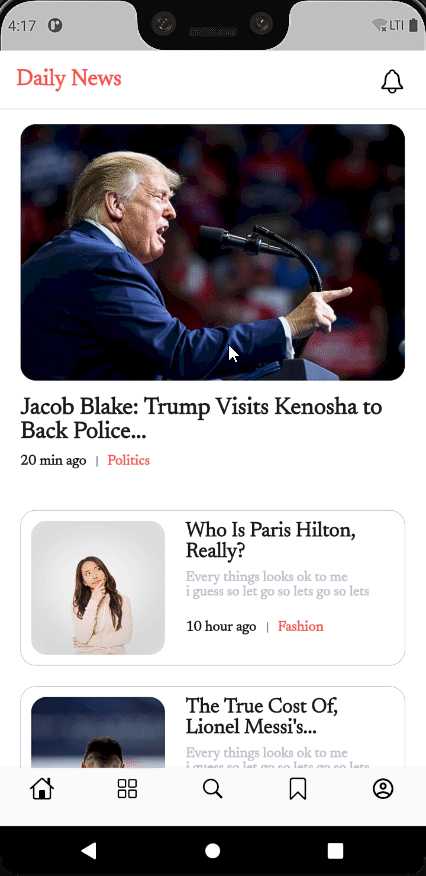 4:17
LTE
Daily News
Jacob Blake: Trump Visits Kenosha to
Back Police...
20 min ago | Politics
Who Is Paris Hilton,
Really?
Every things looks ok to me
i guess so let go so lets go so lets
10 hour ago | Fashion
The True Cost Of,
Lionel Messi's...
Every things looks ok to me
i guess so let go so lets go so lets